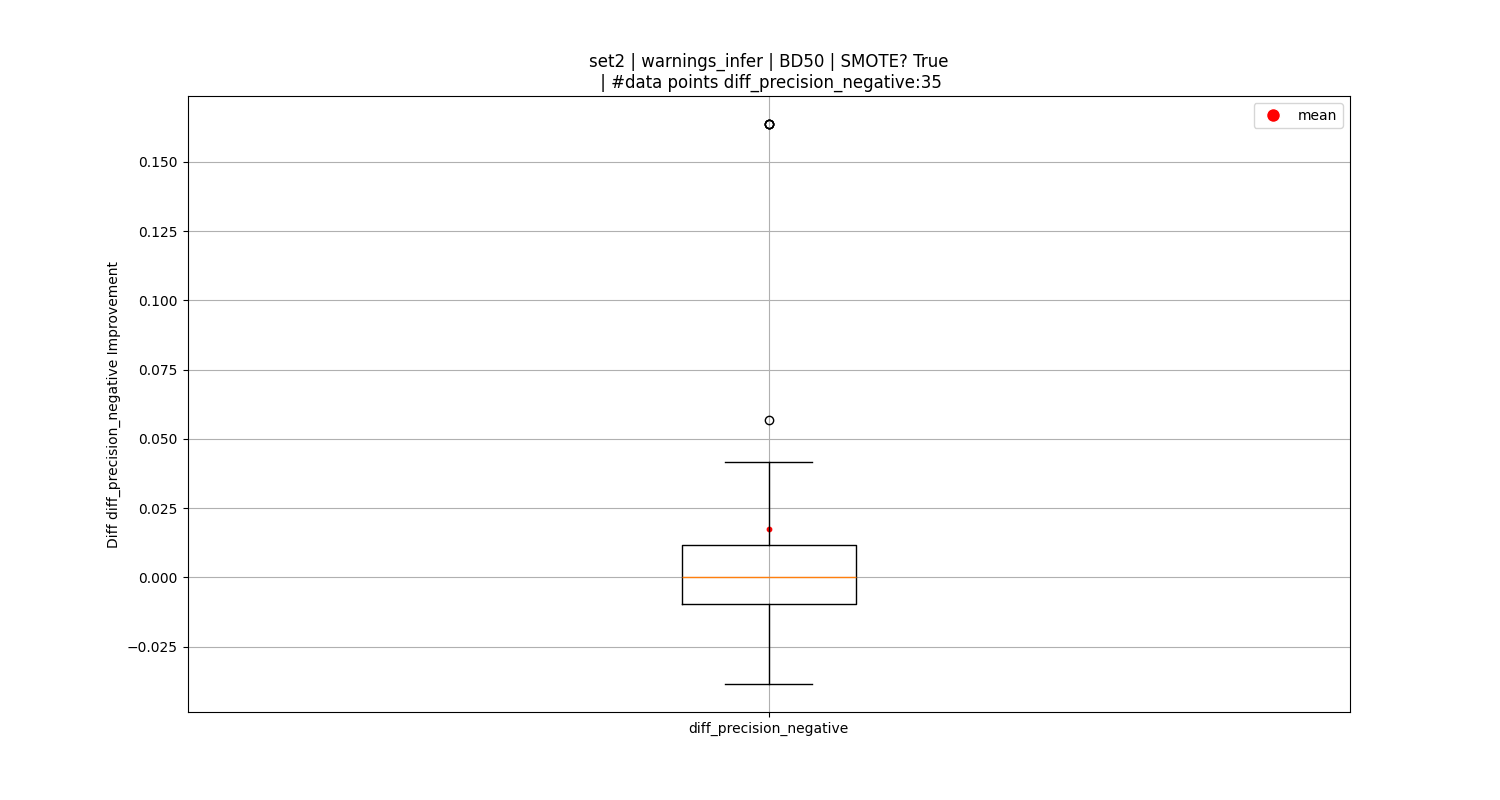 set2 | warnings_infer | BD50 | SMOTE? True
| #data points diff_precision_negative:35
mean
0.150
0.125
0.100
0.075
0.050
0.025
0.000
−0.025
Diff diff_precision_negative Improvement
diff_precision_negative